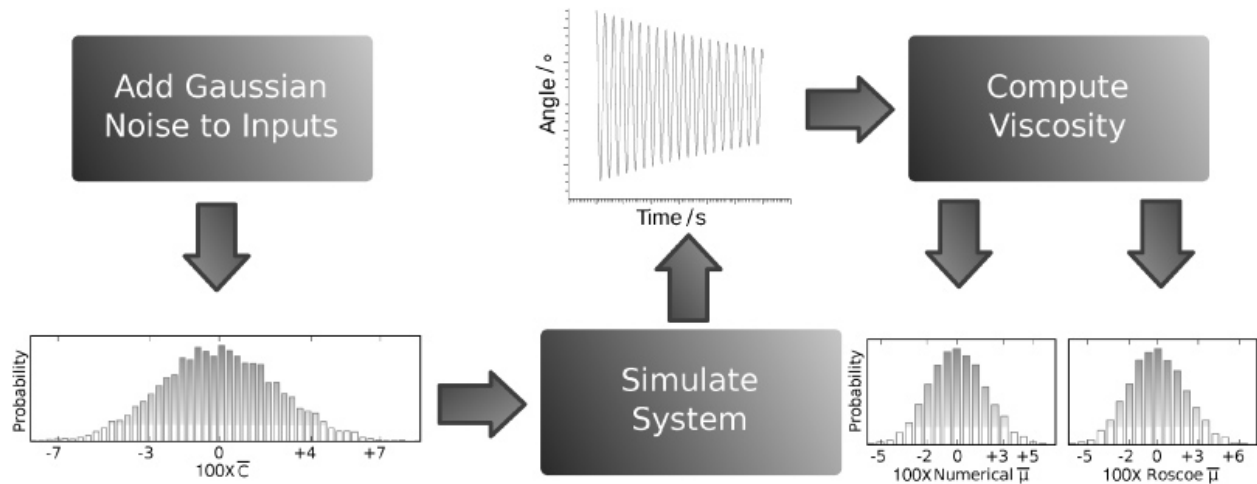 Add Gaussian
Noise to Inputs
Probability
-7 -3 0 +4 +7
100X C̅
Simulate
System
Angle / °
Time / s
Compute
Viscosity
Probability
-5 -2 0 +3 +5
100X Numerical μ̅
-5 -2 0 +3 +6
100X Roscoe μ̅